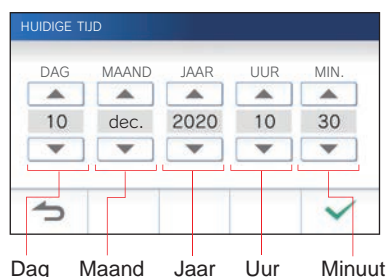 HUIDIGE TIJD
DAG MAAND JAAR UUR MIN.
10 dec. 2020 10 30
Dag Maand Jaar Uur Minuut